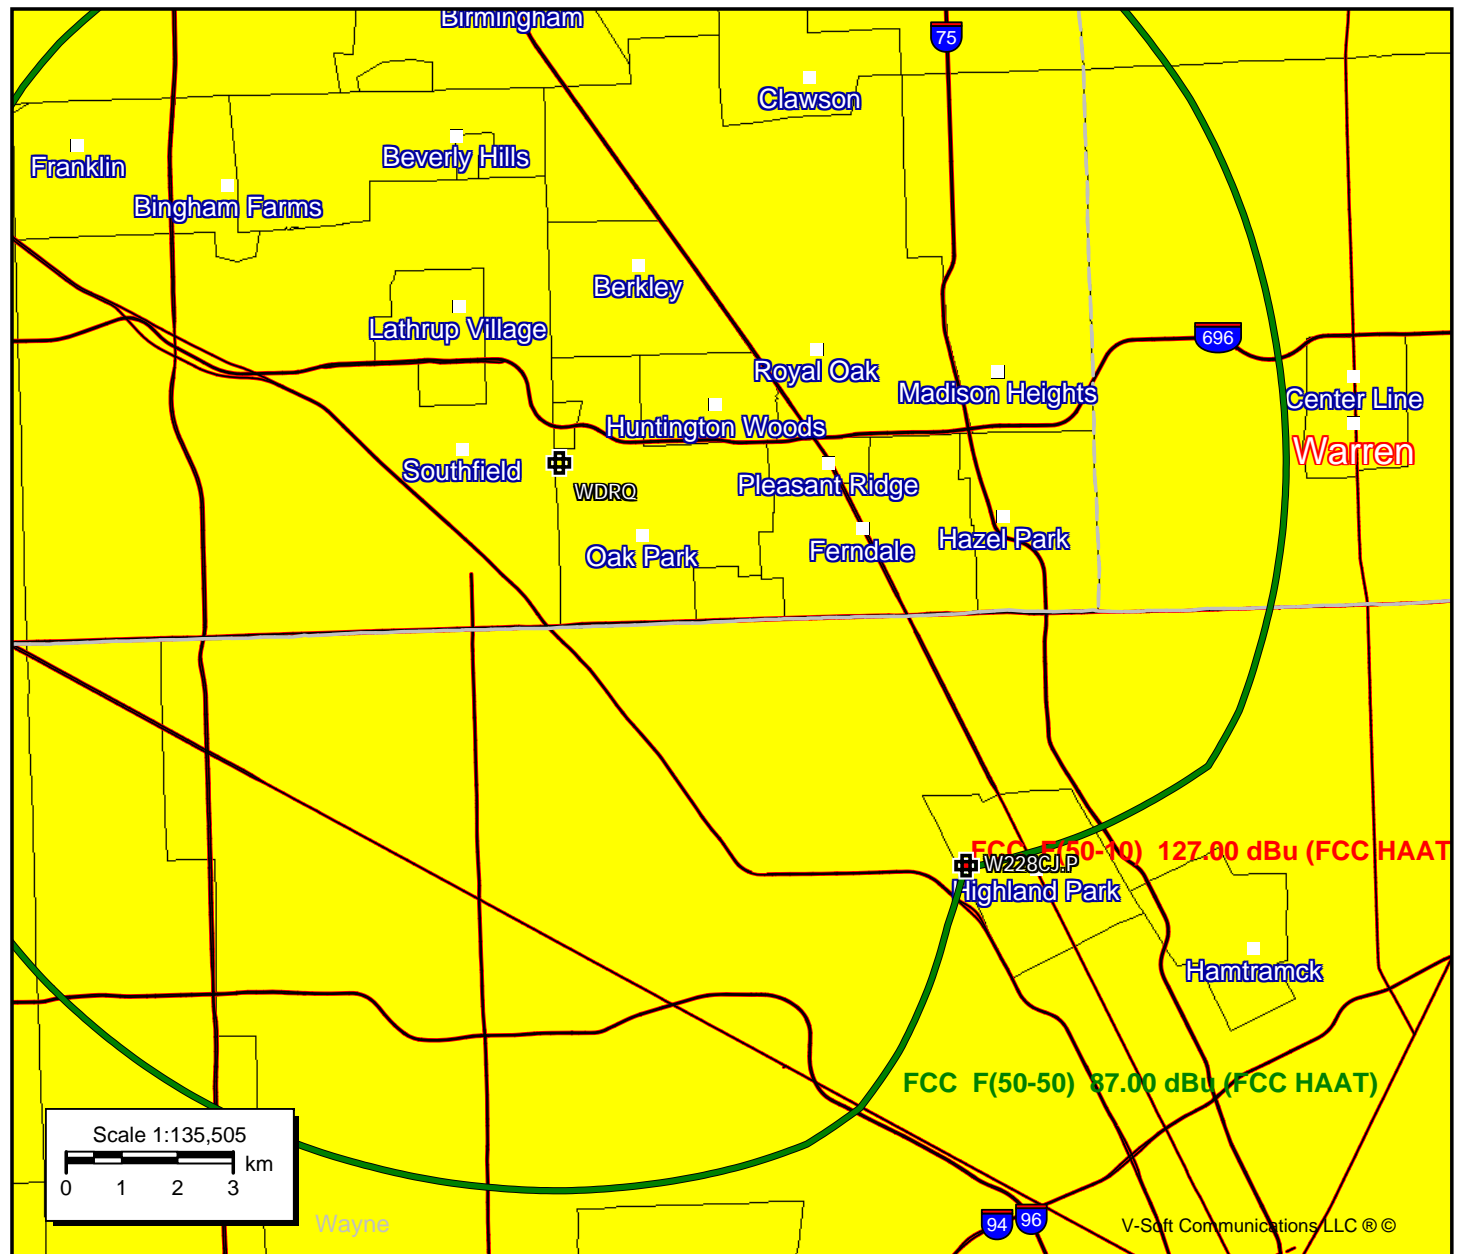 Birmingham
75
Clawson
Franklin
Beverly Hills
Bingham Farms
Berkley
Lathrup Village
696
Royal Oak
Madison Heights
Center Line
Huntington Woods
Warren
Southfield
WDRQ
Pleasant Ridge
Oak Park
Ferndale
Hazel Park
FCC F(50-10) 127.00 dBu (FCC HAAT
W228CJ.P
Highland Park
Hamtramck
FCC F(50-50) 87.00 dBu (FCC HAAT)
Scale 1:135,505
km
0 1 2 3
Wayne
94
96
V-Soft Communications LLC ® ©